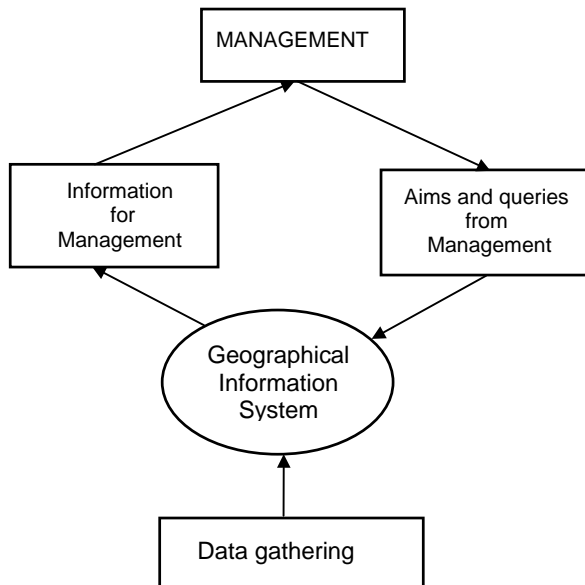 MANAGEMENT
Information
for
Management
Aims and queries
from
Management
Geographical
Information
System
Data gathering